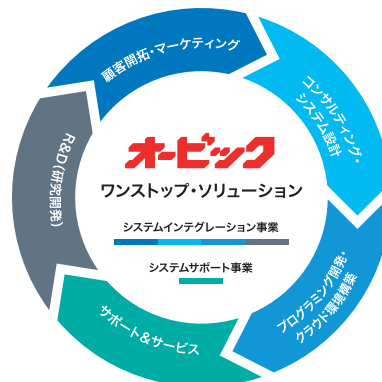 顧客開拓・マーケティング
コンサルティング・
システム設計
プログラミング開発・
クラウド環境構築
サポート＆サービス
R&D(研究開発)
オービック
ワンストップ・ソリューション
システムインテグレーション事業
システムサポート事業